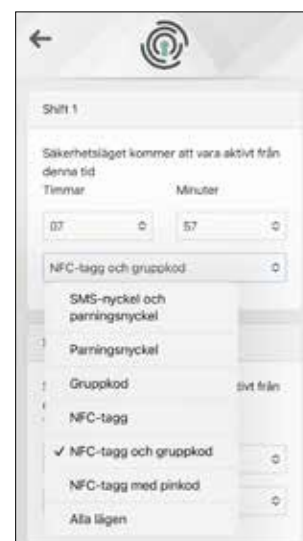 Shift 1
Säkerhetsläget kommer att vara aktivt från
denna tid
Timmar Minuter
07 57
NFC-tagg och gruppkod
SMS-nyckel och
parningsnyckel
Parningsnyckel
Gruppkod
tivt från
NFC-tagg
✓ NFC-tagg och gruppkod
NFC-tagg med pinkod
Alla lägen